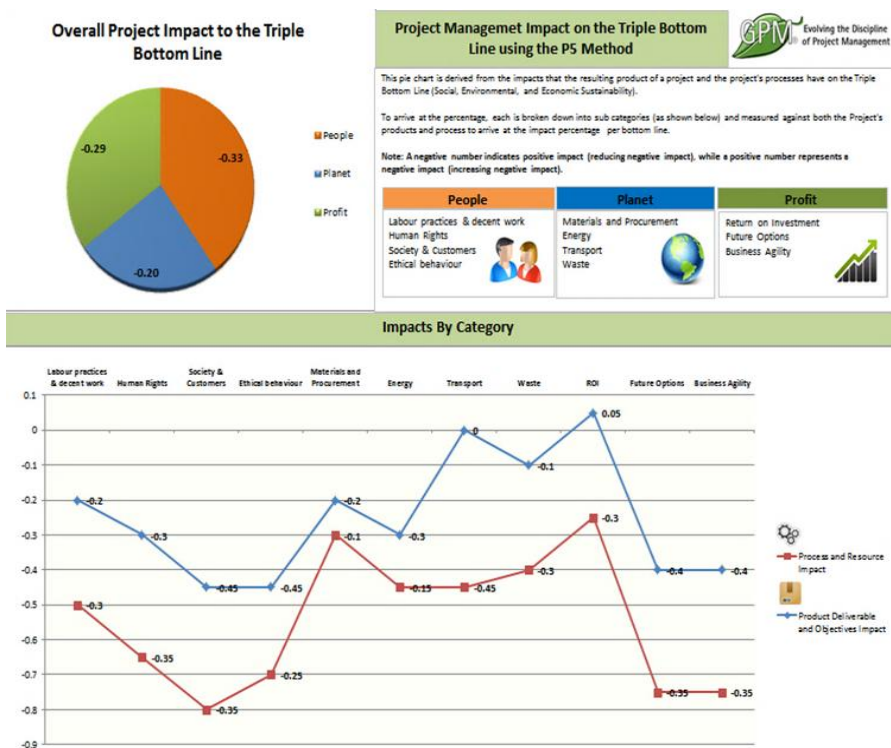 Overall Project Impact to the Triple
Bottom Line
-0.29
-0.33
-0.20
People
Planet
Profit
Project Managemet Impact on the Triple Bottom
Line using the P5 Method
GPM
Evolving the Discipline
of Project Management
This pie chart is derived from the impacts that the resulting product of a project and the project's processes have on the Triple
Bottom Line (Social, Environmental, and Economic Sustainability).
To arrive at the percentage, each is broken down into sub categories (as shown below) and measured against both the Project's
products and process to arrive at the impact percentage per bottom line.
Note: A negative number indicates positive impact (reducing negative impact), while a positive number represents a
negative impact (increasing negative impact).
People
Labour practices & decent work
Human Rights
Society & Customers
Ethical behaviour
Planet
Materials and Procurement
Energy
Transport
Waste
Profit
Return on Investment
Future Options
Business Agility
Impacts By Category
Labour practices
& decent work
Human Rights
Society &
Customers
Ethical behaviour
Materials and
Procurement
Energy
Transport
Waste
ROI
Future Options
Business Agility
0.1
0
-0.1
-0.2
-0.3
-0.4
-0.5
-0.6
-0.7
-0.8
-0.9
-0.2
-0.3
-0.45
-0.45
-0.2
-0.3
0
-0.1
0.05
-0.4
-0.4
-0.3
-0.35
-0.35
-0.25
-0.1
-0.15
-0.45
-0.3
-0.3
-0.35
-0.35
Process and Resource
Impact
Product Deliverable
and Objectives Impact